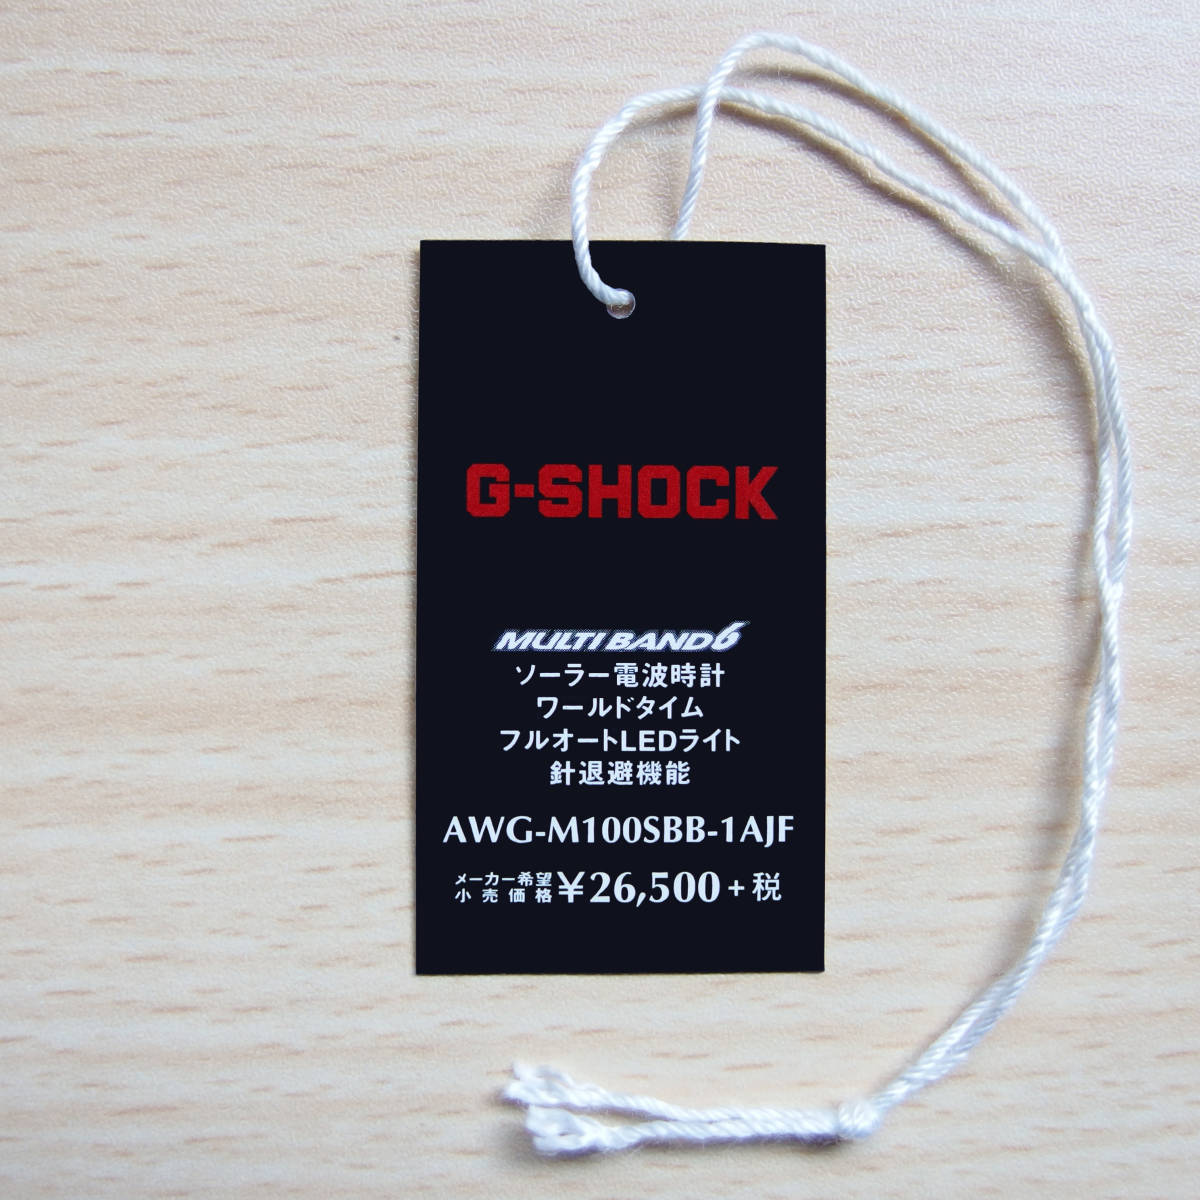 G-SHOCK
MULTI BAND 6
ソーラー電波時計
ワールドタイム
フルオートLEDライト
針退避機能
AWG-M100SBB-1AJF
メーカー希望
小売価格 ¥26,500+税